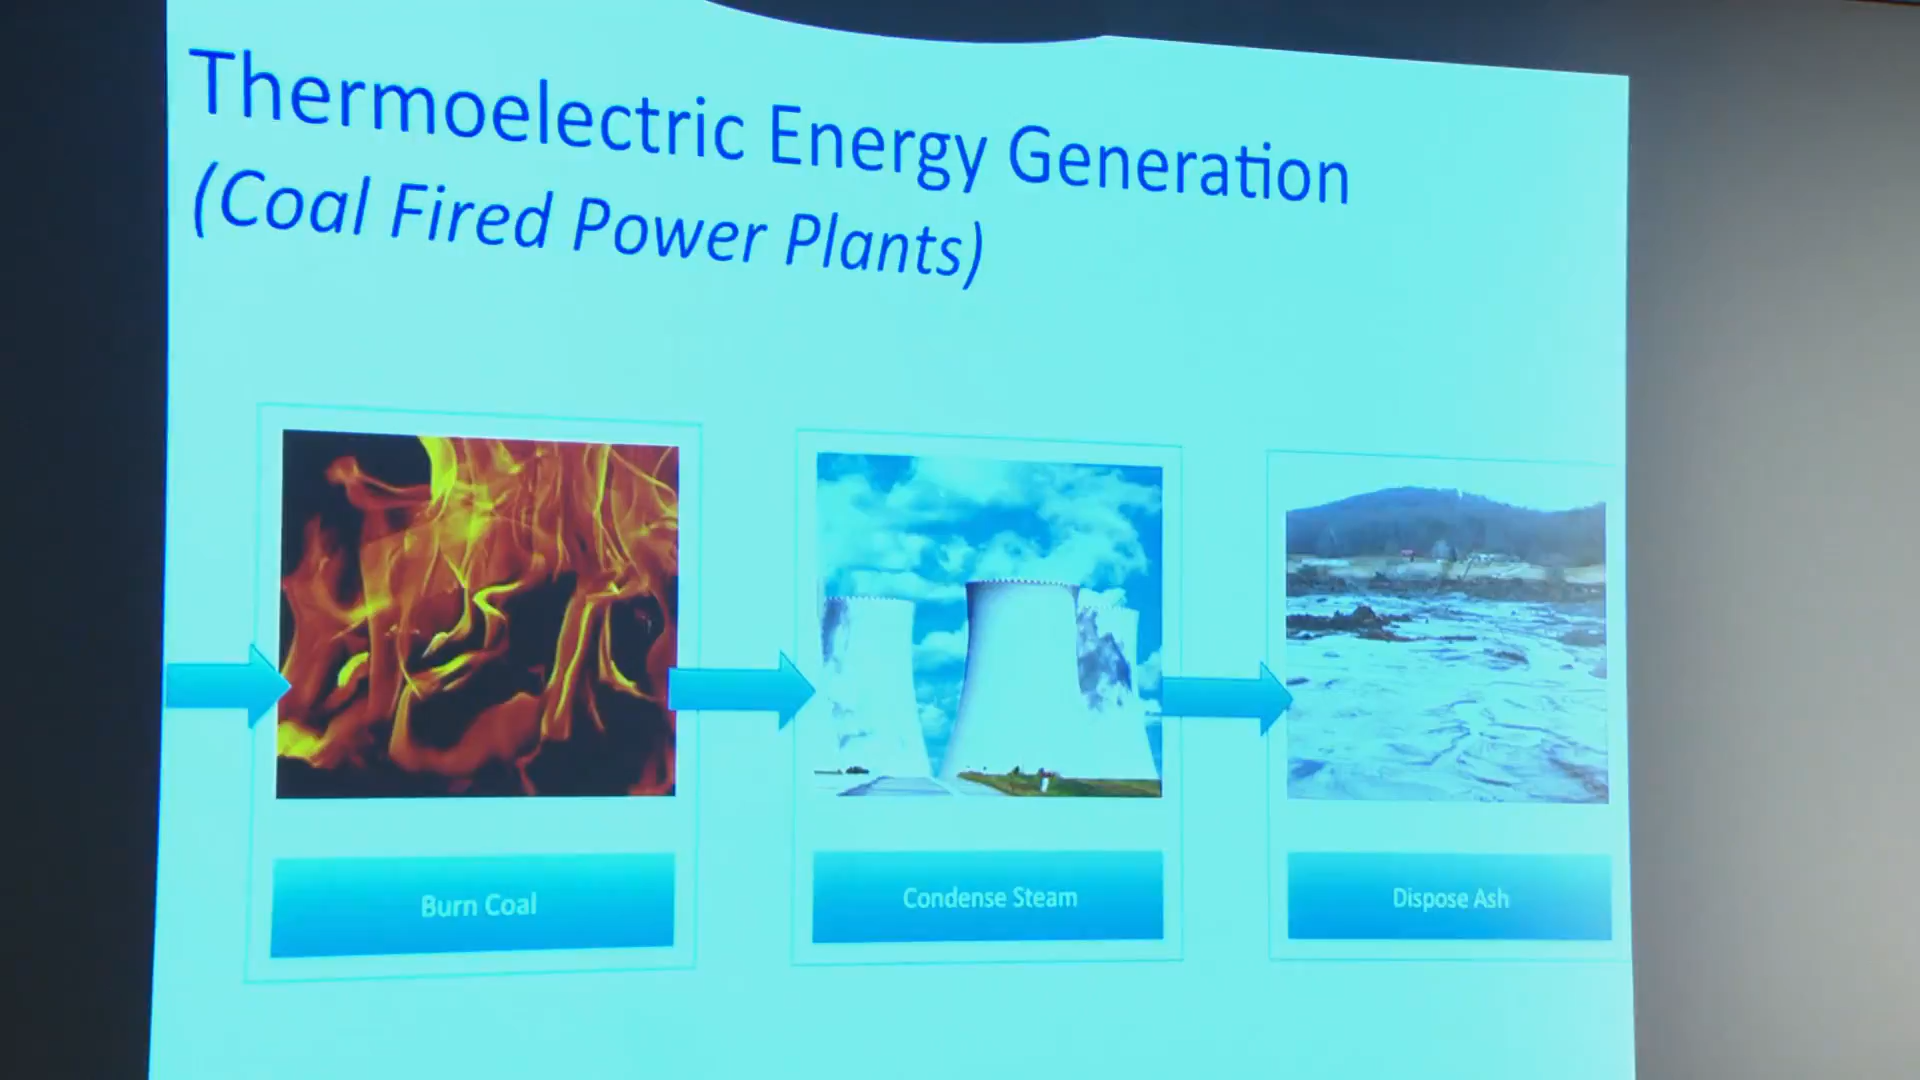 Thermoelectric Energy Generation
(Coal Fired Power Plants)
Burn Coal
Condense Steam
Dispose Ash